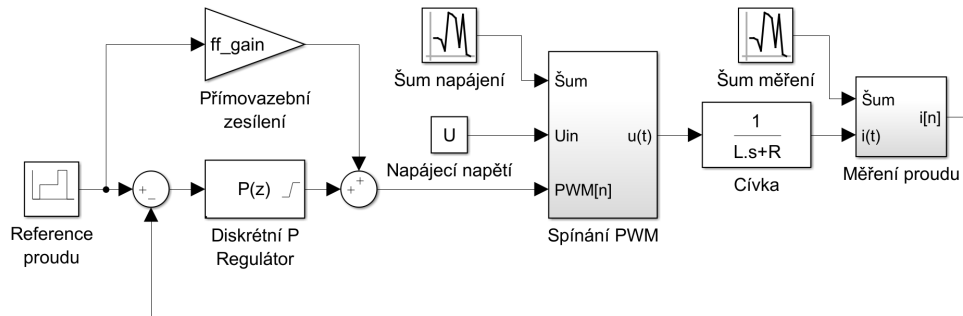 ff_gain
Přímovazební
zesílení
Šum napájení
Šum měření
Šum
Uin
PWM[n]
u(t)
U
Napájecí napětí
Spínání PWM
1
L.s+R
Cívka
Šum
i(t)
i[n]
Měření proudu
Reference
proudu
+
−
P(z)
Diskrétní P
Regulátor
+
+